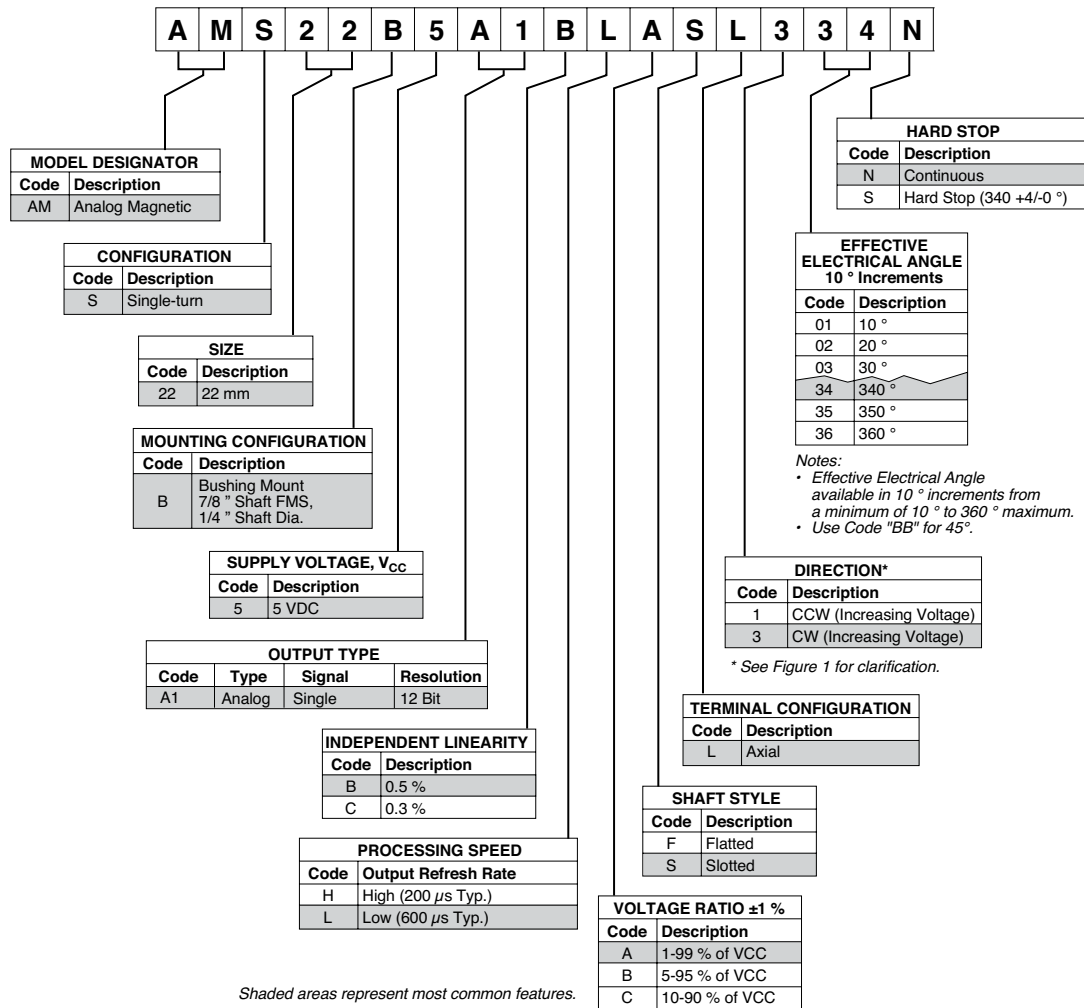 A M S 2 2 B 5 A 1 B L A S L 3 3 4 N
MODEL DESIGNATOR
Code Description
AM Analog Magnetic
CONFIGURATION
Code Description
S Single-turn
SIZE
Code Description
22 22 mm
MOUNTING CONFIGURATION
Code Description
B Bushing Mount
7/8 ” Shaft FMS,
1/4 ” Shaft Dia.
SUPPLY VOLTAGE, VCC
Code Description
5 5 VDC
OUTPUT TYPE
Code Type Signal Resolution
A1 Analog Single 12 Bit
INDEPENDENT LINEARITY
Code Description
B 0.5 %
C 0.3 %
PROCESSING SPEED
Code Output Refresh Rate
H High (200 µs Typ.)
L Low (600 µs Typ.)
VOLTAGE RATIO ±1 %
Code Description
A 1-99 % of VCC
B 5-95 % of VCC
C 10-90 % of VCC
SHAFT STYLE
Code Description
F Flatted
S Slotted
TERMINAL CONFIGURATION
Code Description
L Axial
DIRECTION*
Code Description
1 CCW (Increasing Voltage)
3 CW (Increasing Voltage)
* See Figure 1 for clarification.
EFFECTIVE
ELECTRICAL ANGLE
10 ° Increments
Code Description
01 10 °
02 20 °
03 30 °
34 340 °
35 350 °
36 360 °
Notes:
• Effective Electrical Angle
available in 10 ° increments from
a minimum of 10 ° to 360 ° maximum.
• Use Code "BB" for 45°.
HARD STOP
Code Description
N Continuous
S Hard Stop (340 +4/-0 °)
Shaded areas represent most common features.